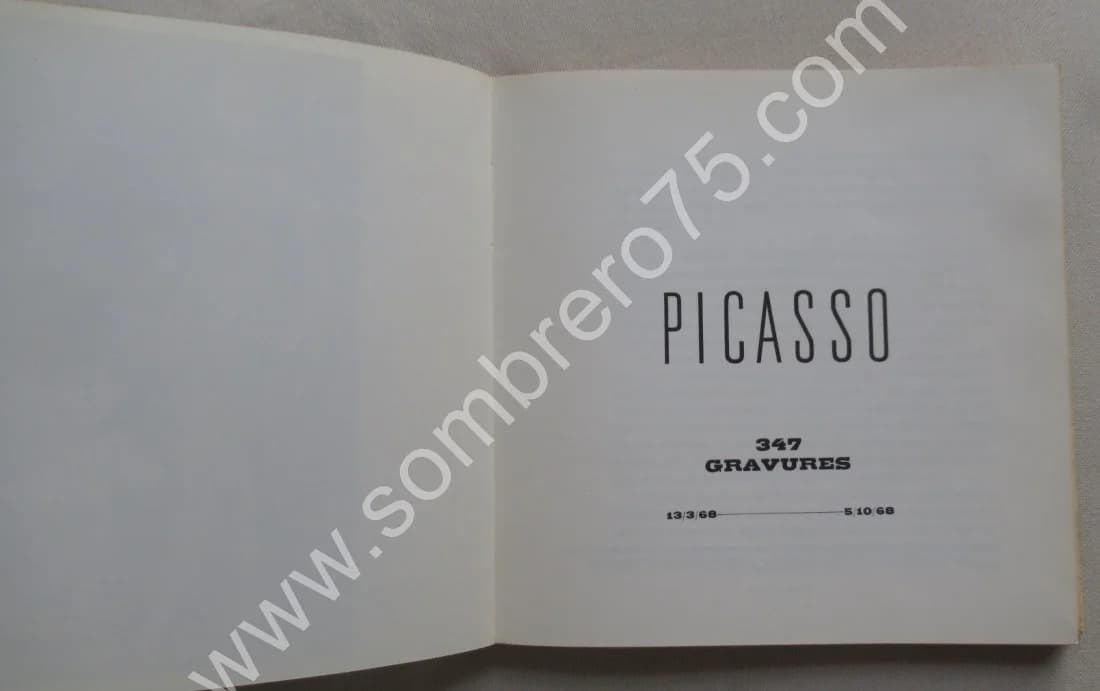 PICASSO
347
GRAVURES
13/3/68 5/10/68
www.sombrero75.com